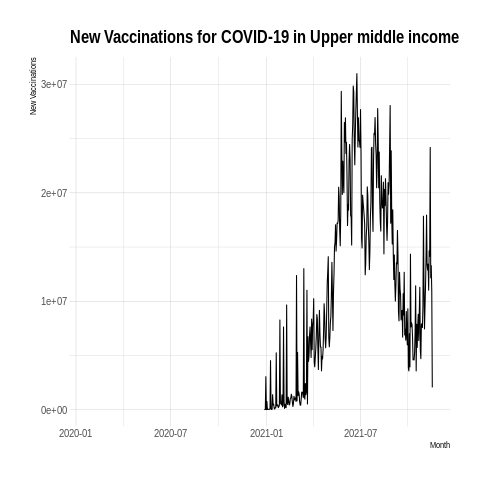 New Vaccinations for COVID-19 in Upper middle income
New Vaccinations
3e+07
2e+07
1e+07
0e+00
2020-01 2020-07 2021-01 2021-07
Month